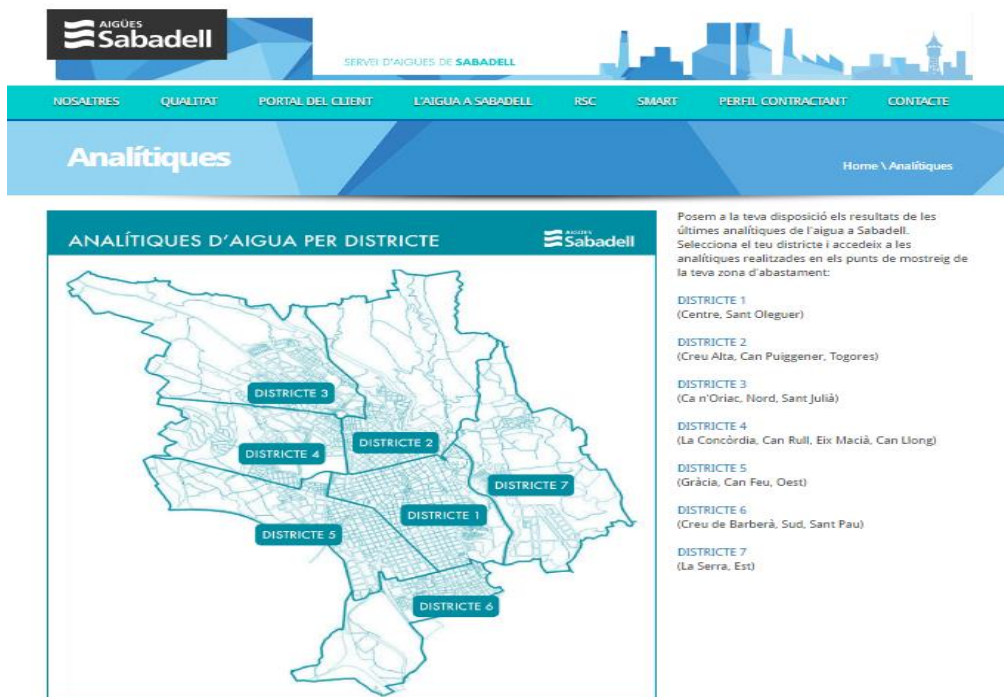 AIGÜES
Sabadell
SERVEI D'AIGÜES DE SABADELL
NOSALTRES QUALITAT PORTAL DEL CLIENT L'AIGUA A SABADELL RSC SMART PERFIL CONTRACTANT CONTACTE
Analítiques
Home \ Analítiques
ANALÍTIQUES D'AIGUA PER DISTRICTE
AIGÜES
Sabadell
DISTRICTE 3
DISTRICTE 2
DISTRICTE 4
DISTRICTE 7
DISTRICTE 1
DISTRICTE 5
DISTRICTE 6
Posem a la teva disposició els resultats de les
últimes analítiques de l'aigua a Sabadell.
Selecciona el teu districte i accedeix a les
analítiques realitzades en els punts de mostreig de
la teva zona d'abastament:
DISTRICTE 1
(Centre, Sant Oleguer)
DISTRICTE 2
(Creu Alta, Can Puiggener, Togores)
DISTRICTE 3
(Ca n'Oriac, Nord, Sant Julià)
DISTRICTE 4
(La Concòrdia, Can Rull, Eix Macià, Can Llong)
DISTRICTE 5
(Gràcia, Can Feu, Oest)
DISTRICTE 6
(Creu de Barberà, Sud, Sant Pau)
DISTRICTE 7
(La Serra, Est)